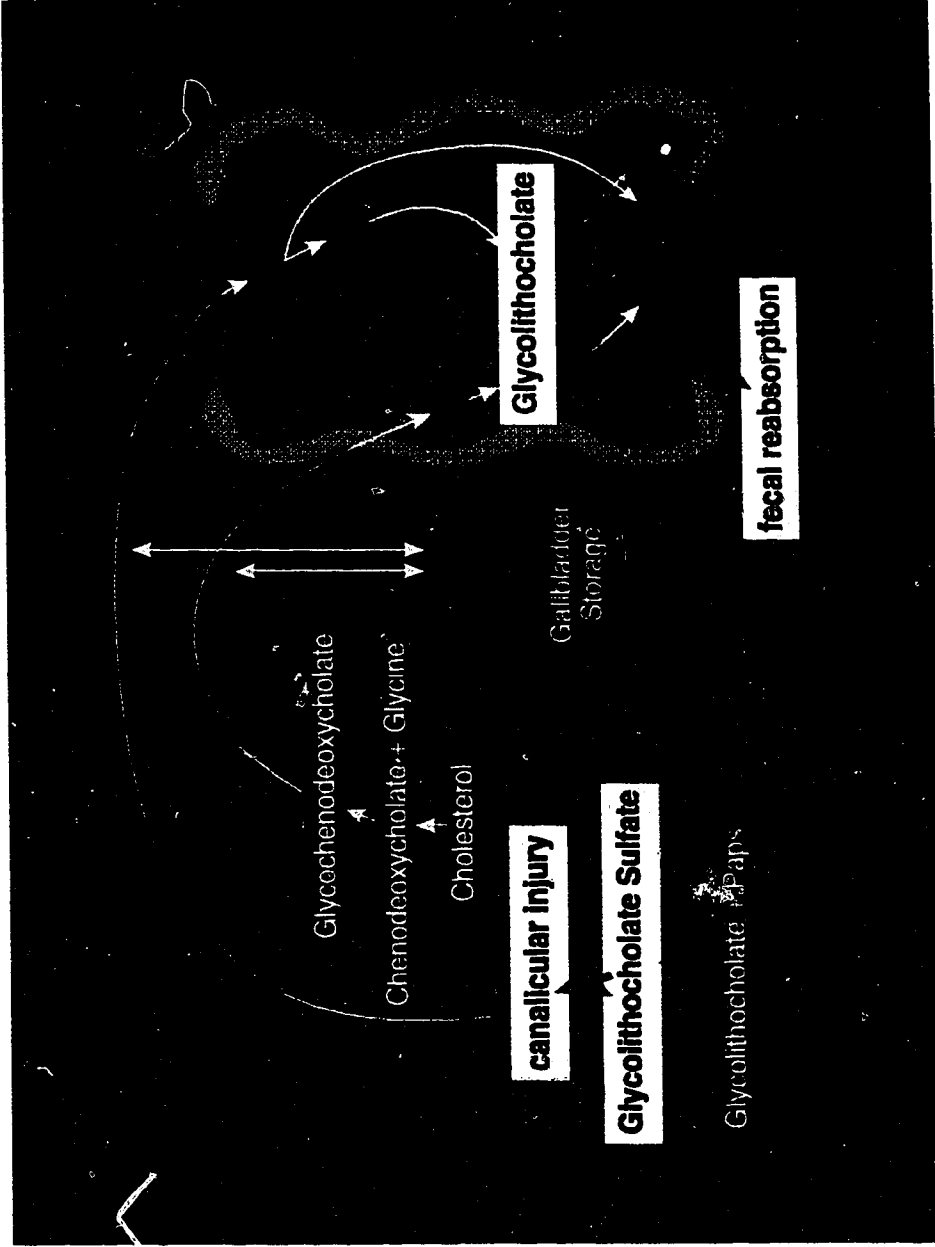 Glycochenodeoxycholate
Chenodeoxycholate + Glycine
Cholesterol
canalicular injury
Glycolithocholate Sulfate
Glycolithocholate + Paps
Gallbladder
Storage
Glycolithocholate
fecal reabsorption